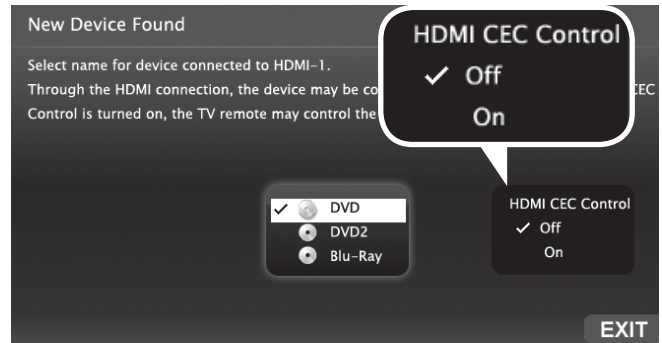 New Device Found
HDMI CEC Control
Off
On
Select name for device connected to HDMI-1.
Through the HDMI connection, the device may be co CEC
Control is turned on, the TV remote may control the
DVD
DVD2
Blu-Ray
HDMI CEC Control
Off
On
EXIT